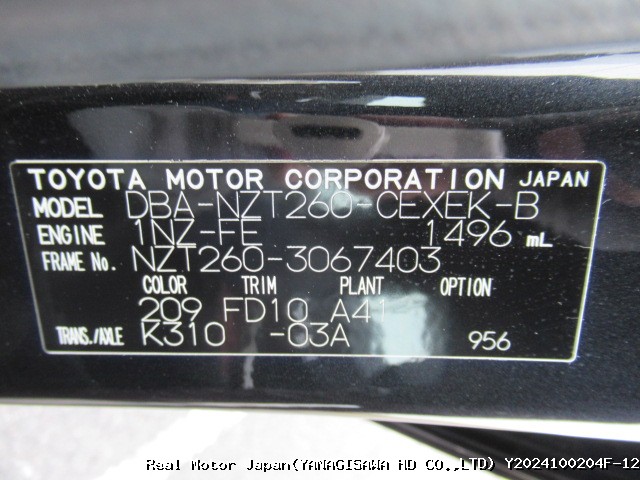 TOYOTA MOTOR CORPORATION JAPAN
MODEL DBA-NZT260-CEXEK-B
ENGINE 1NZ-FE 1496 mL
FRAME No. NZT260-3067403
COLOR TRIM PLANT OPTION
209 FD10 A41
TRANS./AXLE K310 -03A 956
Real Motor Japan(YANAGISAWA HD CO.,LTD) Y2024100204F-12